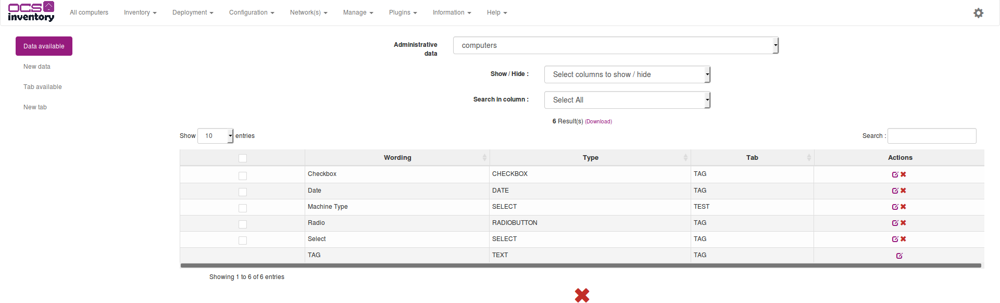 OCS
inventory
All computers Inventory Deployment Configuration Network(s) Manage Plugins Information Help
Data available
New data
Tab available
New tab
Administrative
data
computers
Show / Hide :
Select columns to show / hide
Search in column :
Select All
6 Result(s) (Download)
Show 10 entries
Search :
Wording Type Tab Actions
Checkbox CHECKBOX TAG
Date DATE TAG
Machine Type SELECT TEST
Radio RADIOBUTTON TAG
Select SELECT TAG
TAG TEXT TAG
Showing 1 to 6 of 6 entries